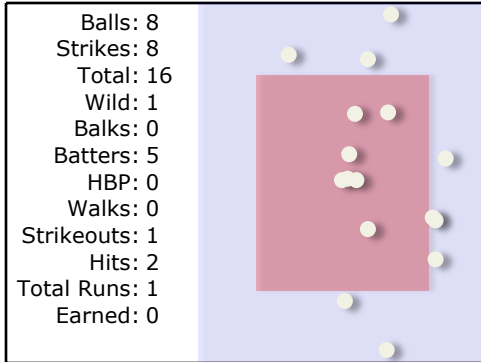 Balls: 8
Strikes: 8
Total: 16
Wild: 1
Balks: 0
Batters: 5
HBP: 0
Walks: 0
Strikeouts: 1
Hits: 2
Total Runs: 1
Earned: 0